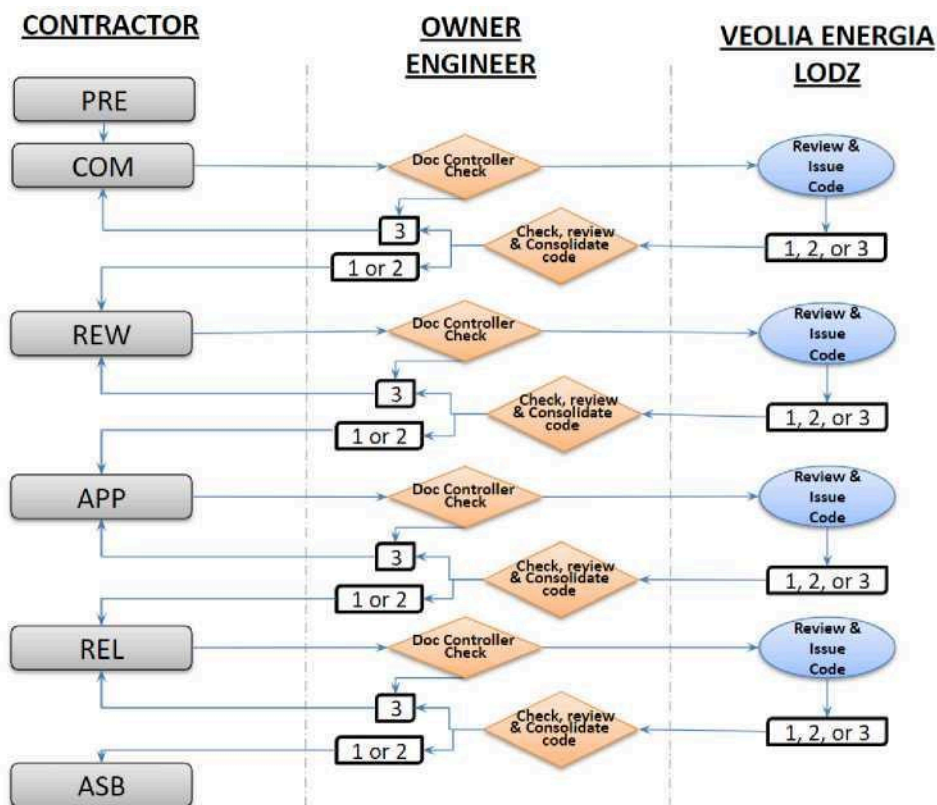 CONTRACTOR
OWNER
ENGINEER
VEOLIA ENERGIA
LODZ
PRE
COM
Doc Controller
Check
Review &
Issue
Code
3
Check, review
& Consolidate
code
1, 2, or 3
1 or 2
REW
Doc Controller
Check
Review &
Issue
Code
3
Check, review
& Consolidate
code
1, 2, or 3
1 or 2
APP
Doc Controller
Check
Review &
Issue
Code
3
Check, review
& Consolidate
code
1, 2, or 3
1 or 2
REL
Doc Controller
Check
Review &
Issue
Code
3
Check, review
& Consolidate
code
1, 2, or 3
1 or 2
ASB